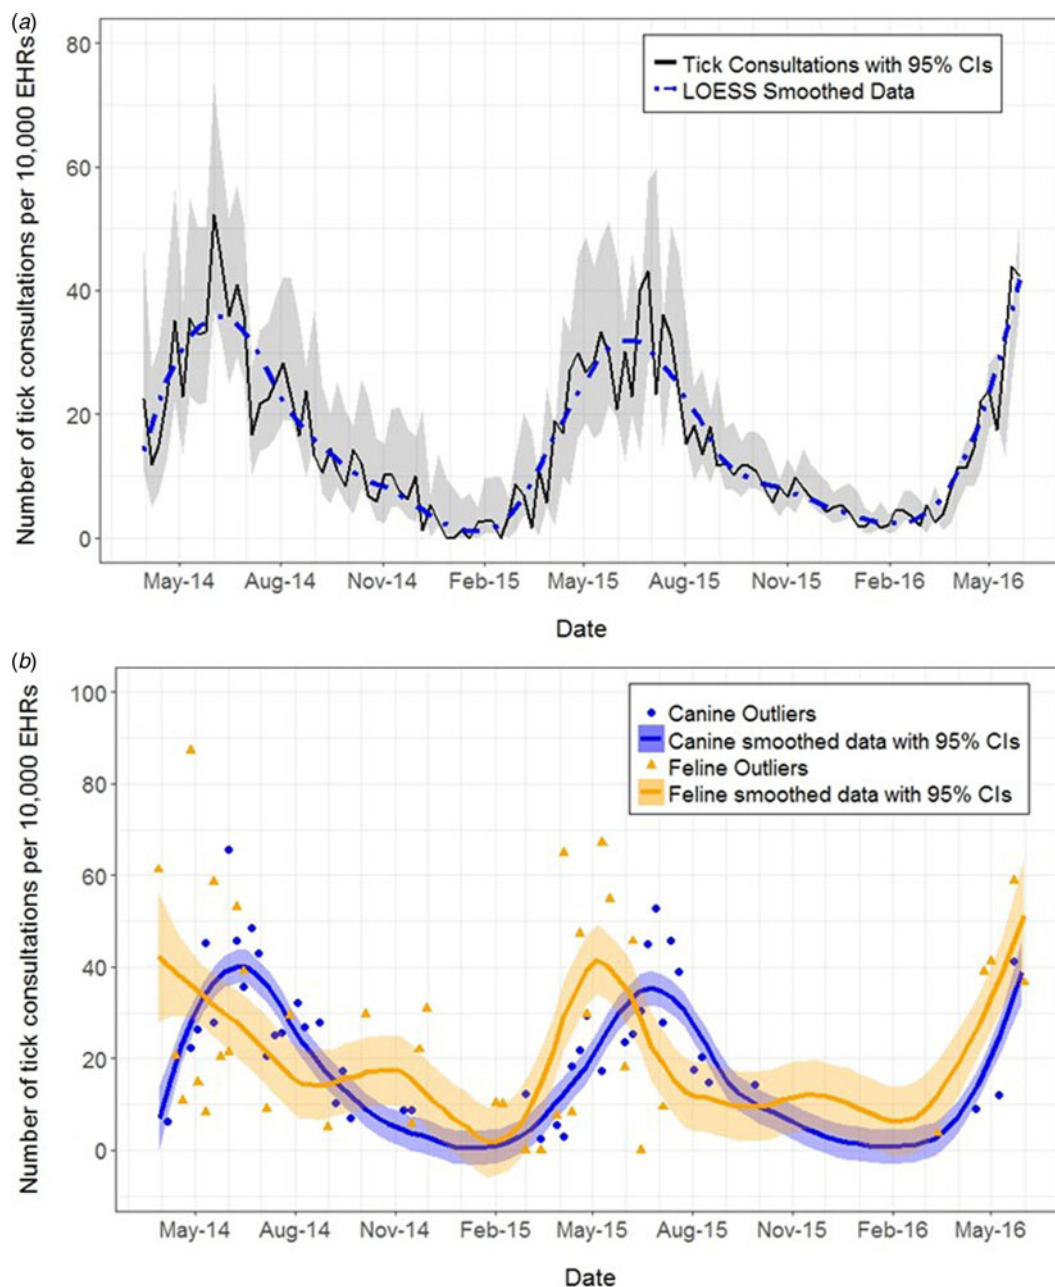 (a)
Number of tick consultations per 10,000 EHRs
80
60
40
20
0
Tick Consultations with 95% CIs
LOESS Smoothed Data
May-14 Aug-14 Nov-14 Feb-15 May-15 Aug-15 Nov-15 Feb-16 May-16
Date
(b)
Number of tick consultations per 10,000 EHRs
100
80
60
40
20
0
Canine Outliers
Canine smoothed data with 95% CIs
Feline Outliers
Feline smoothed data with 95% CIs
May-14 Aug-14 Nov-14 Feb-15 May-15 Aug-15 Nov-15 Feb-16 May-16
Date